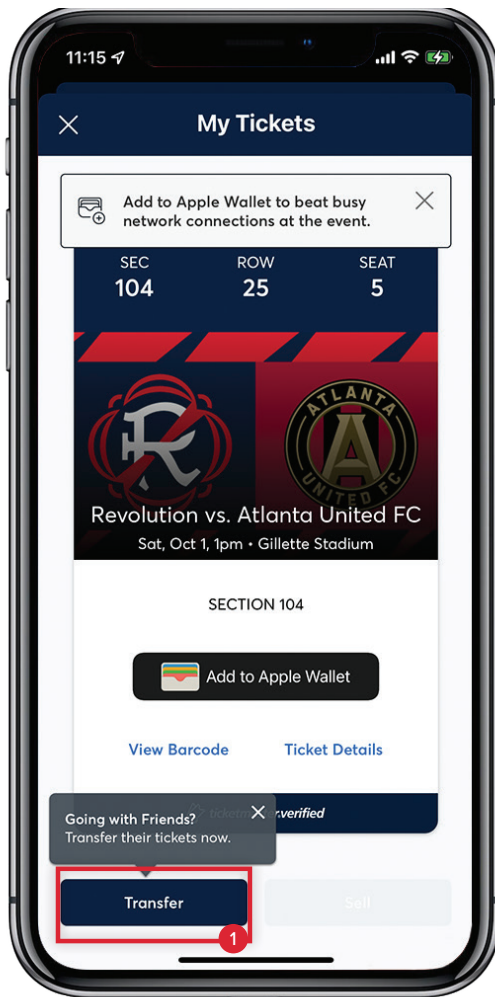 11:15
My Tickets
Add to Apple Wallet to beat busy
network connections at the event.
SEC ROW SEAT
104 25 5
R
ATLANTA
A
UNITED FC
Revolution vs. Atlanta United FC
Sat, Oct 1, 1pm • Gillette Stadium
SECTION 104
Add to Apple Wallet
View Barcode Ticket Details
Going with Friends?
Transfer their tickets now.
verified
Transfer
Sell
1